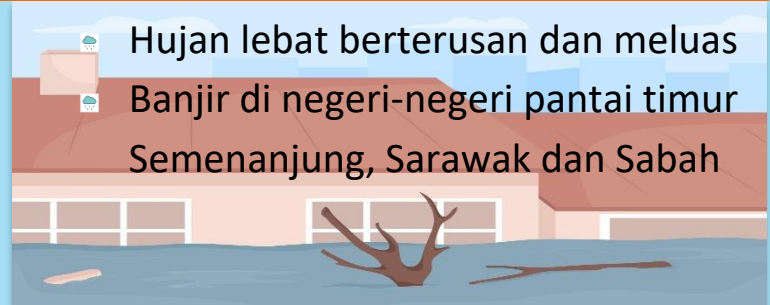 Hujan lebat berterusan dan meluas
Banjir di negeri-negeri pantai timur
Semenanjung, Sarawak dan Sabah